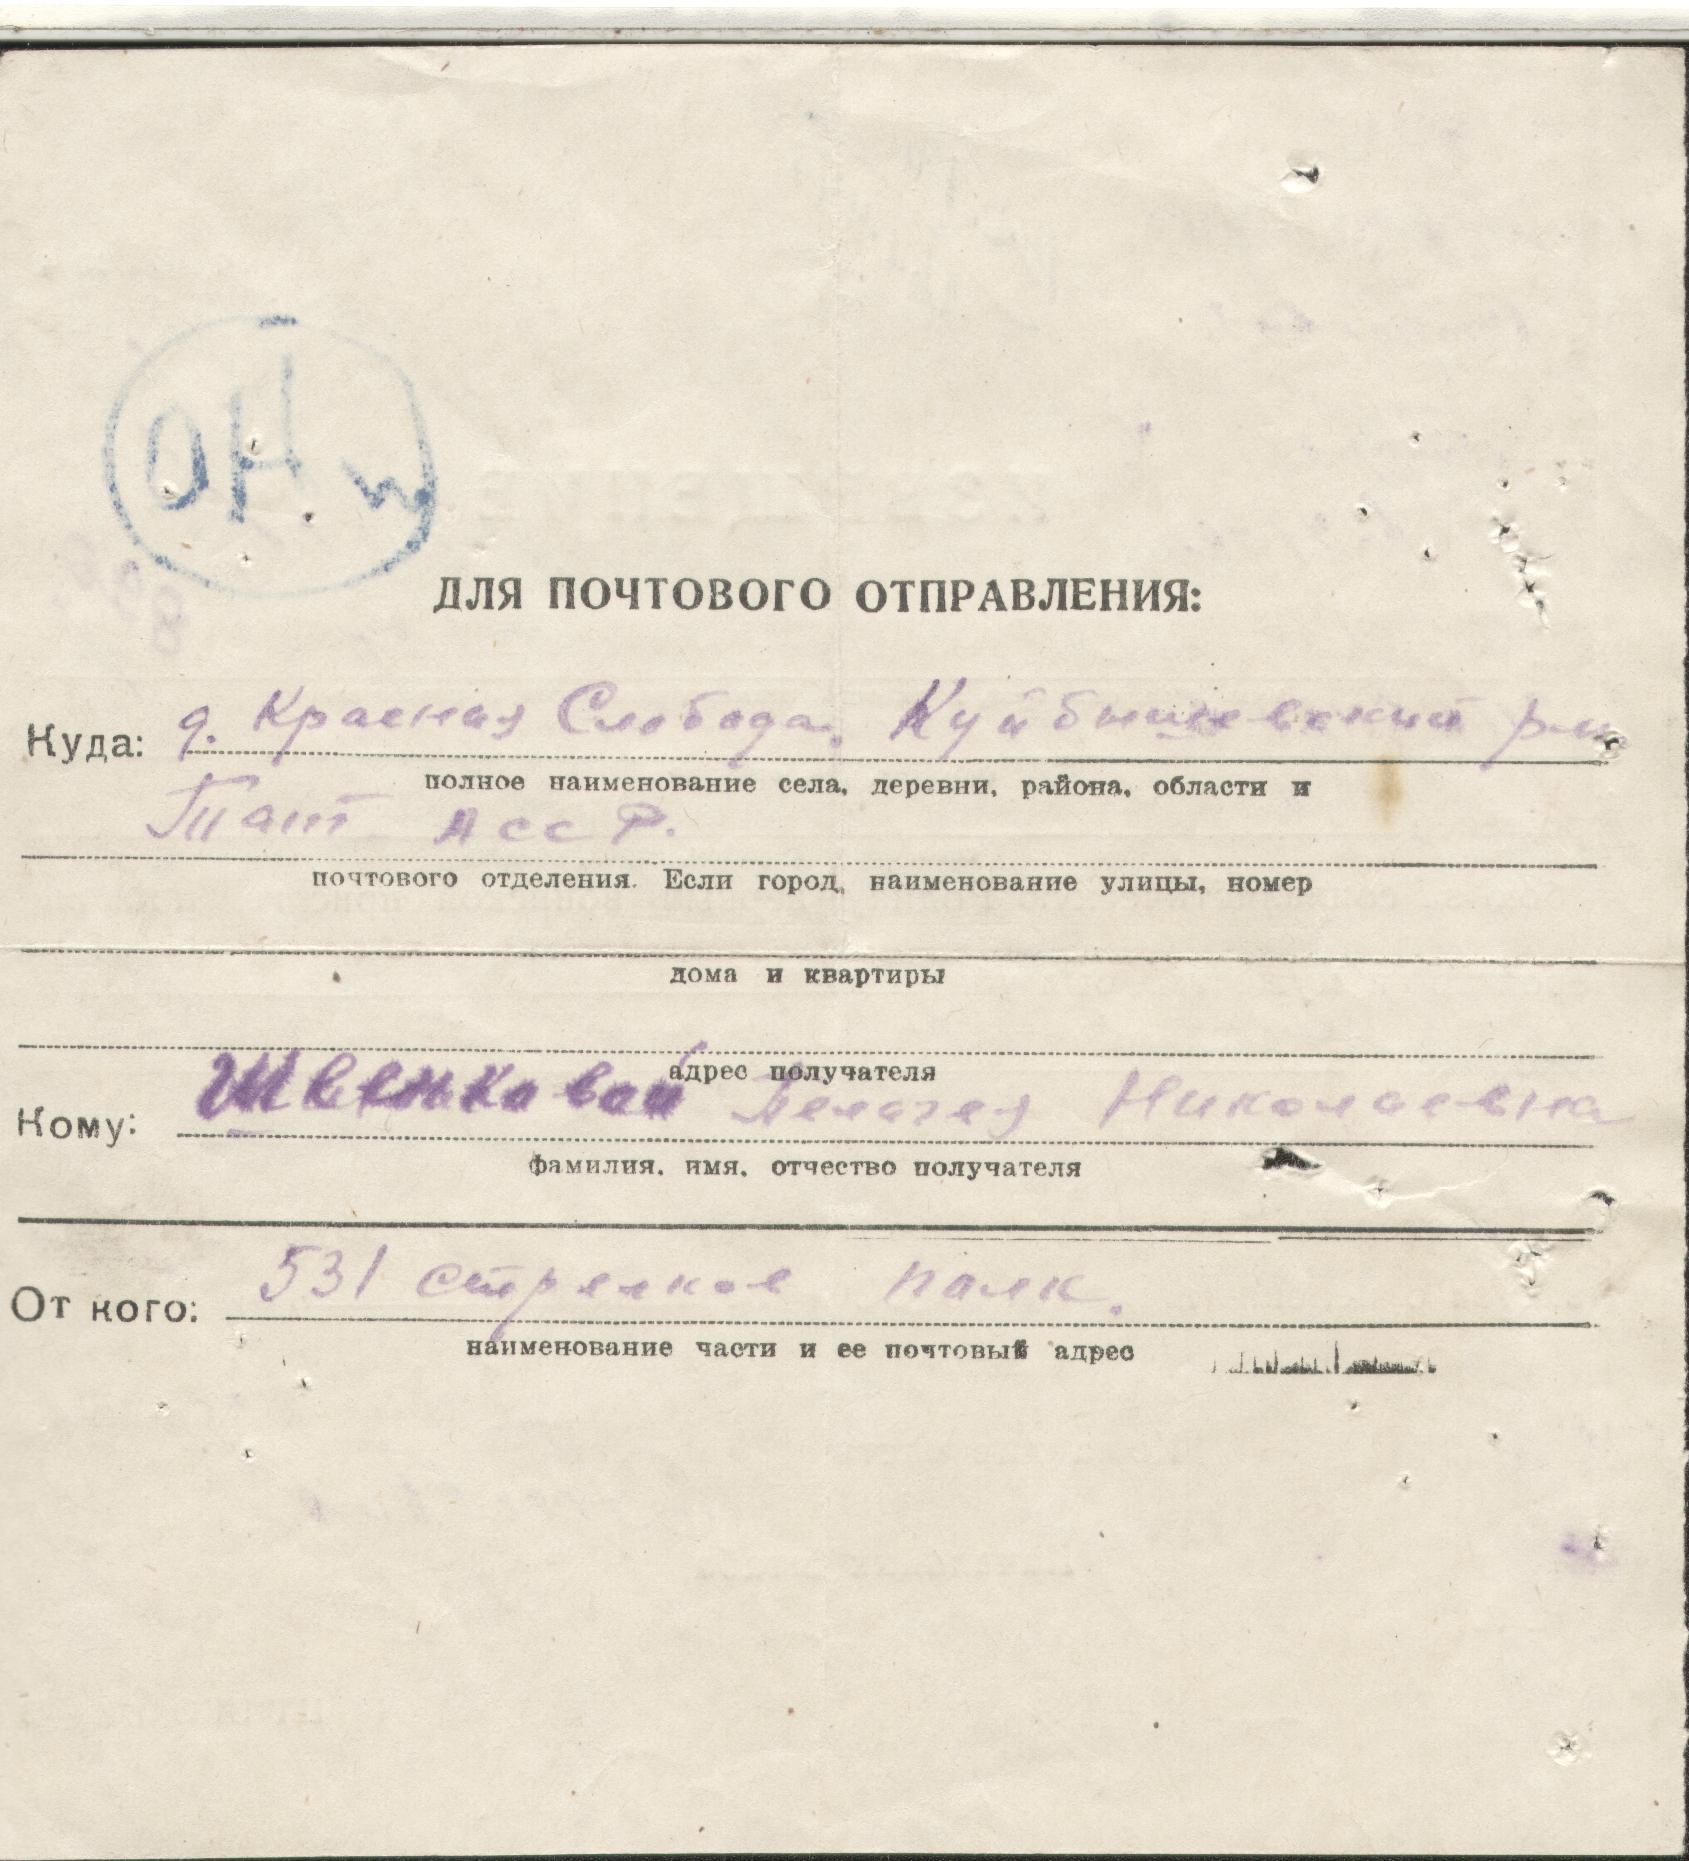 ДЛЯ ПОЧТОВОГО ОТПРАВЛЕНИЯ:
Куда: д. Красная Слобода. Куйбышевский р-н
полное наименование села, деревни, района, области и
Тат АССР.
почтового отделения. Если город, наименование улицы, номер
дома и квартиры
адрес получателя
Кому: Швенковой Пелагея Николаевна
фамилия, имя, отчество получателя
От кого: 531 стрелков полк.
наименование части и ее почтовый адрес